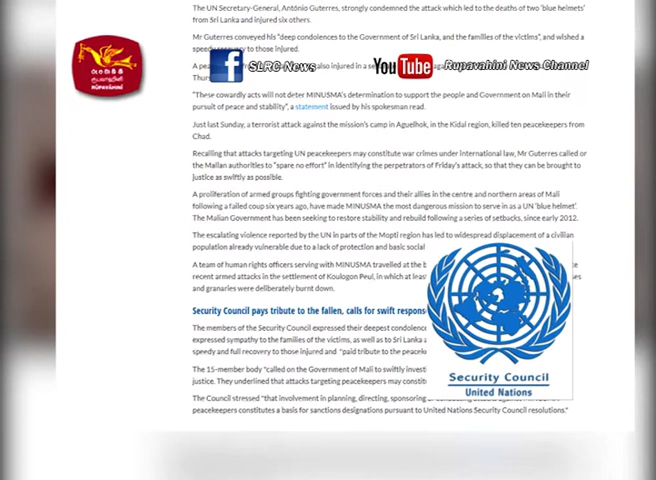 The UN Secretary-General, António Guterres, strongly condemned the attack which led to the deaths of two 'blue helmets'
from Sri Lanka and injured six others.
Mr Guterres conveyed his "deep condolences to the Government of Sri Lanka, and the families of the victims", and wished a
speedy recovery to those injured.
SLRC News
You Tube
Rupavahini News Channel
RUPAVAHINI
A also injured in a
Thurs
"These cowardly acts will not deter MINUSMA's determination to support the people and Government on Mali in their
pursuit of peace and stability", a statement issued by his spokesman read.
Just last Sunday, a terrorist attack against the mission's camp in Aguelhok, in the Kidal region, killed ten peacekeepers from
Chad.
Recalling that attacks targeting UN peacekeepers may constitute war crimes under international law, Mr Guterres called or
the Malian authorities to "spare no effort" in identifying the perpetrators of Friday's attack, so that they can be brought to
justice as swiftly as possible.
A proliferation of armed groups fighting government forces and their allies in the centre and northern areas of Mali
following a failed coup six years ago, have made MINUSMA the most dangerous mission to serve in as a UN 'blue helmet'.
The Malian Government has been seeking to restore stability and rebuild following a series of setbacks, since early 2012.
The escalating violence reported by the UN in parts of the Mopti region has led to widespread displacement of a civilian
population already vulnerable due to a lack of protection and basic social
A team of human rights officers serving with MINUSMA travelled at the b
recent armed attacks in the settlement of Koulogon Peul, in which at leas
and granaries were deliberately burnt down.
Security Council pays tribute to the fallen, calls for swift respons
The members of the Security Council expressed their deepest condolence
expressed sympathy to the families of the victims, as well as to Sri Lanka a
speedy and full recovery to those injured and "paid tribute to the peacek
The 15-member body "called on the Government of Mali to swiftly investi
justice. They underlined that attacks targeting peacekeepers may constit
The Council stressed "that involvement in planning, directing, sponsoring
peacekeepers constitutes a basis for sanctions designations pursuant to United Nations Security Council resolutions."
Security Council
United Nations